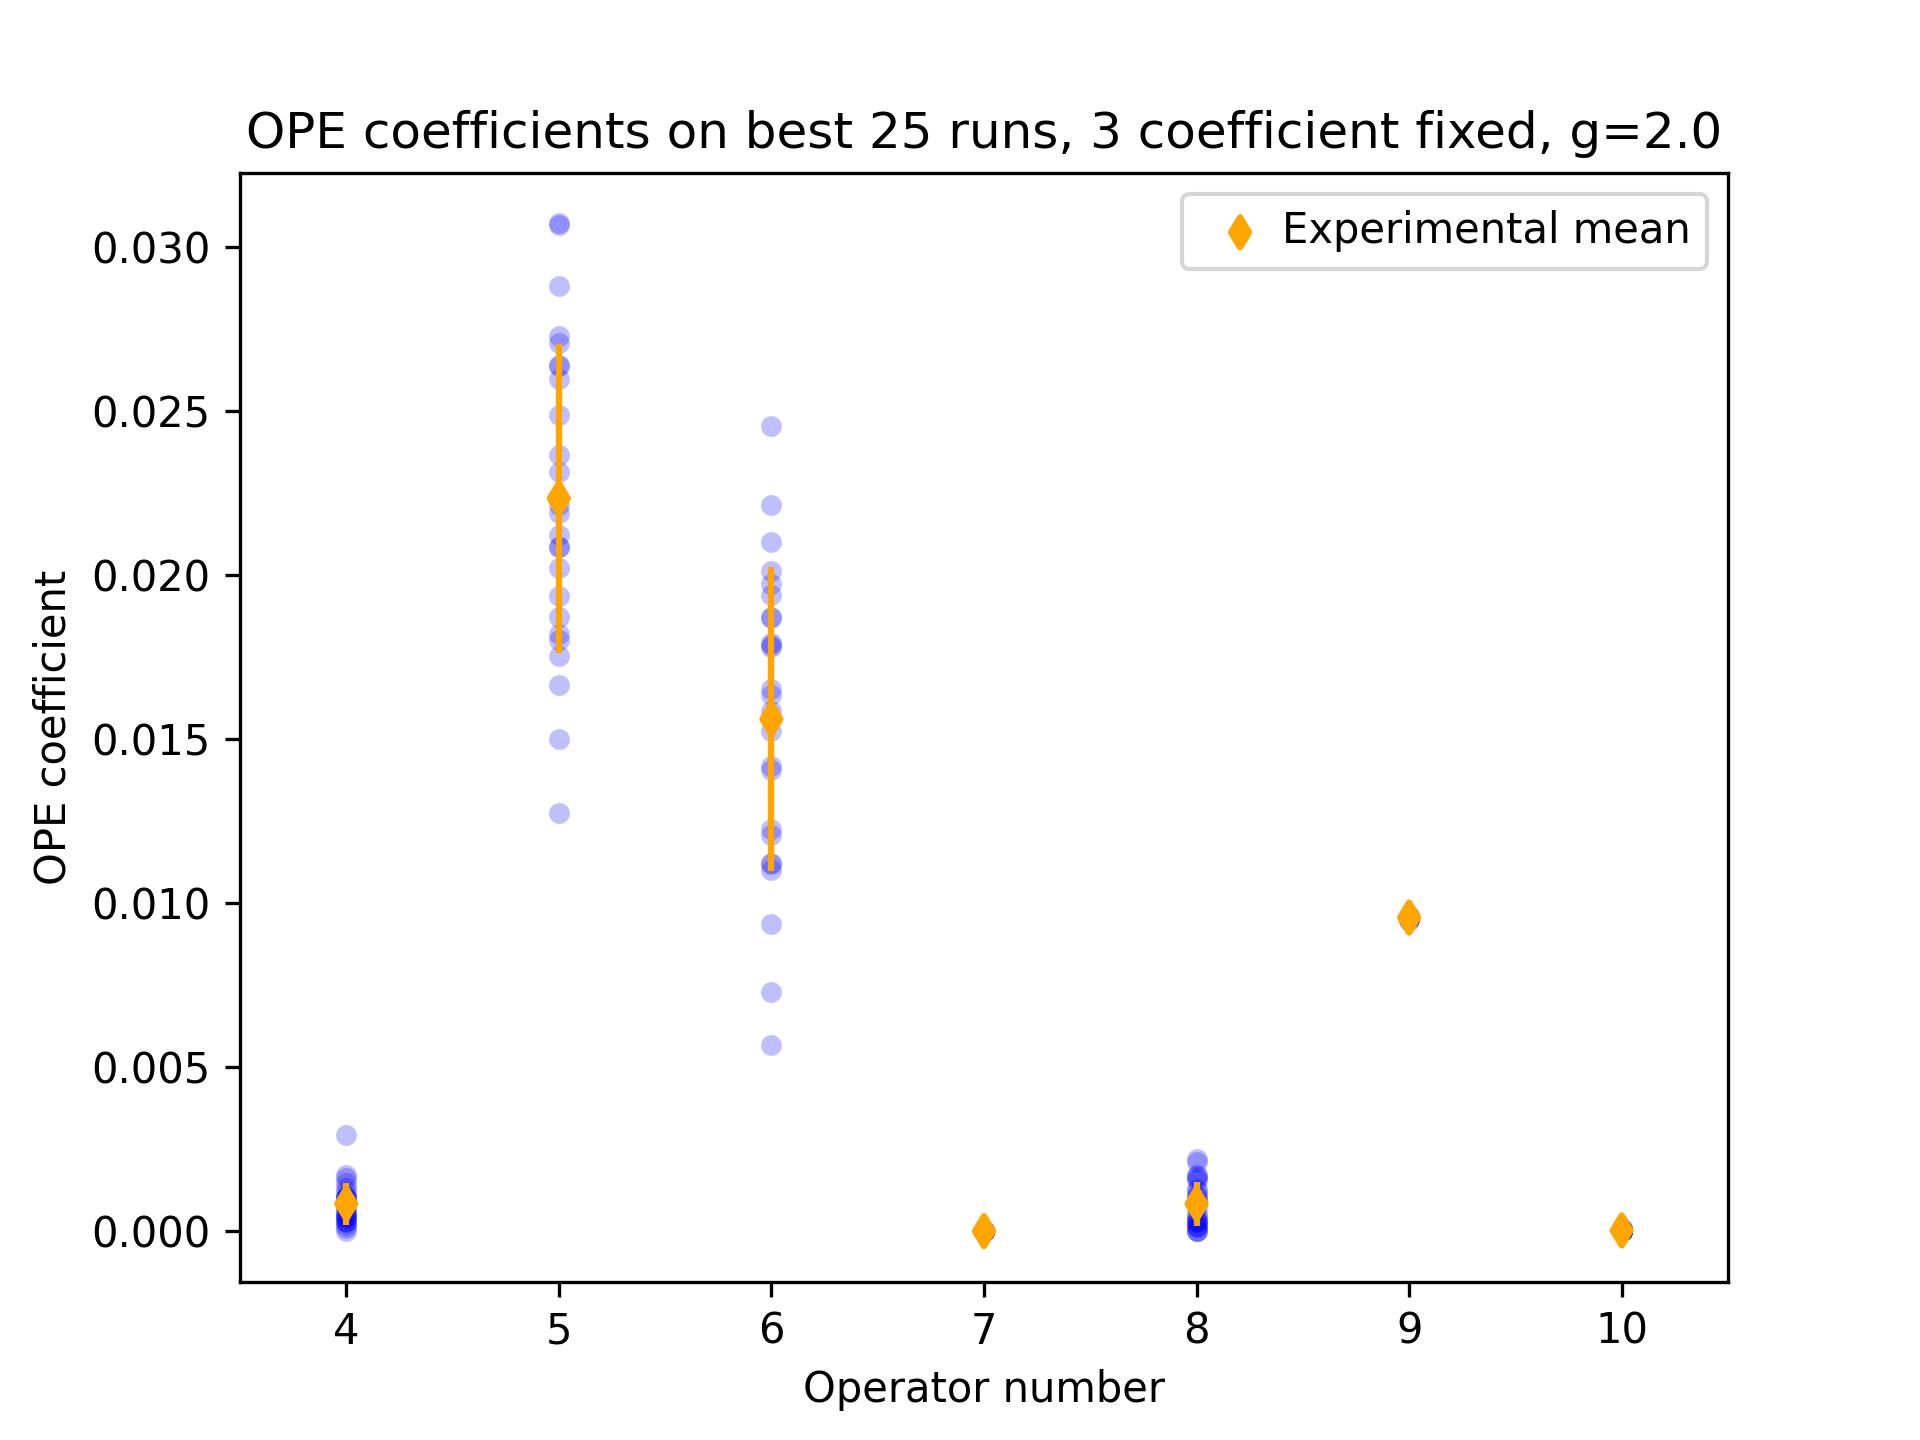 OPE coefficients on best 25 runs, 3 coefficient fixed, g=2.0
Experimental mean
OPE coefficient
0.030
0.025
0.020
0.015
0.010
0.005
0.000
4 5 6 7 8 9 10
Operator number